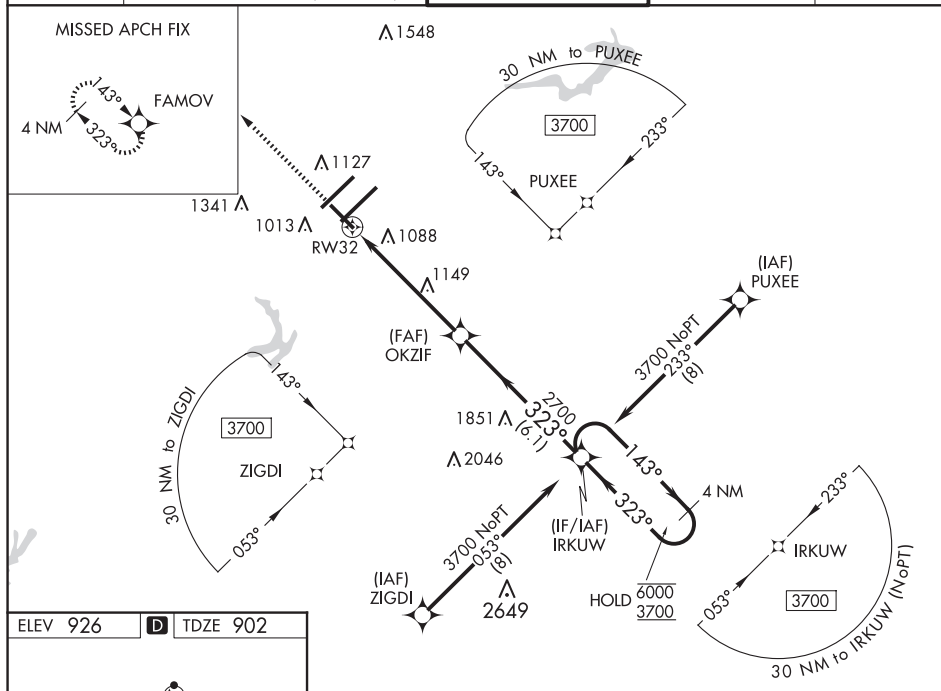 MISSED APCH FIX
143°
FAMOV
4 NM
323°
1548
30 NM to PUXEE
3700
143°
233°
PUXEE
1127
1341
1013
RW32
1088
1149
(IAF)
PUXEE
(FAF)
OKZIF
3700 NoPT
233°
(8)
143°
30 NM to ZIGDI
3700
ZIGDI
053°
2700
323°
(6.1)
1851
2046
143°
323°
4 NM
(IF/IAF)
IRKUW
3700 NoPT
053°
(8)
(IAF)
ZIGDI
2649
HOLD
6000
3700
233°
IRKUW
053°
3700
30 NM to IRKUW (NoPT)
ELEV 926 D TDZE 902